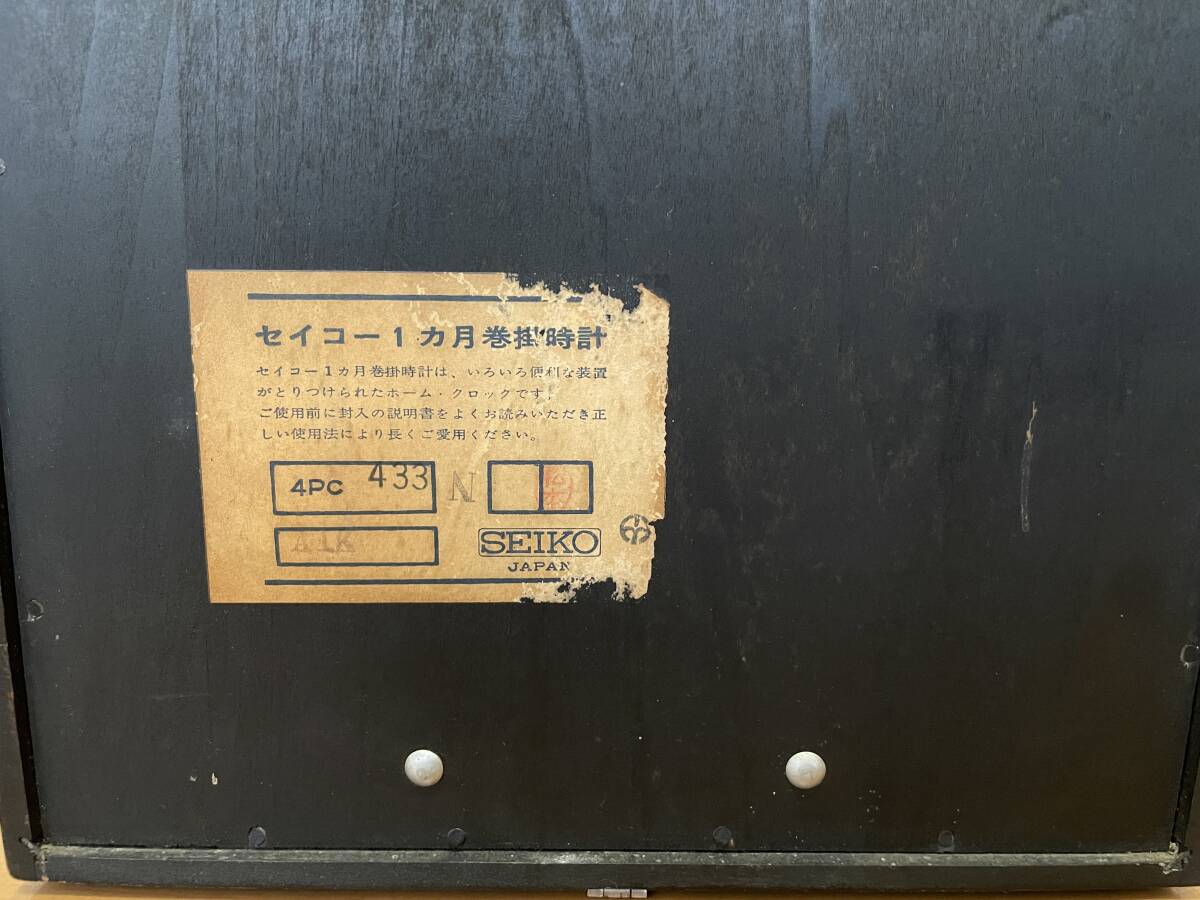 セイコー1カ月巻掛時計
セイコー1カ月巻掛時計は、いろいろ便利な装置
がとりつけられたホーム・クロックです。
ご使用前に封入の説明書をよくお読みいただき正
しい使用法により長くご愛用ください。
4PC 433 N
A1K
SEIKO
JAPAN